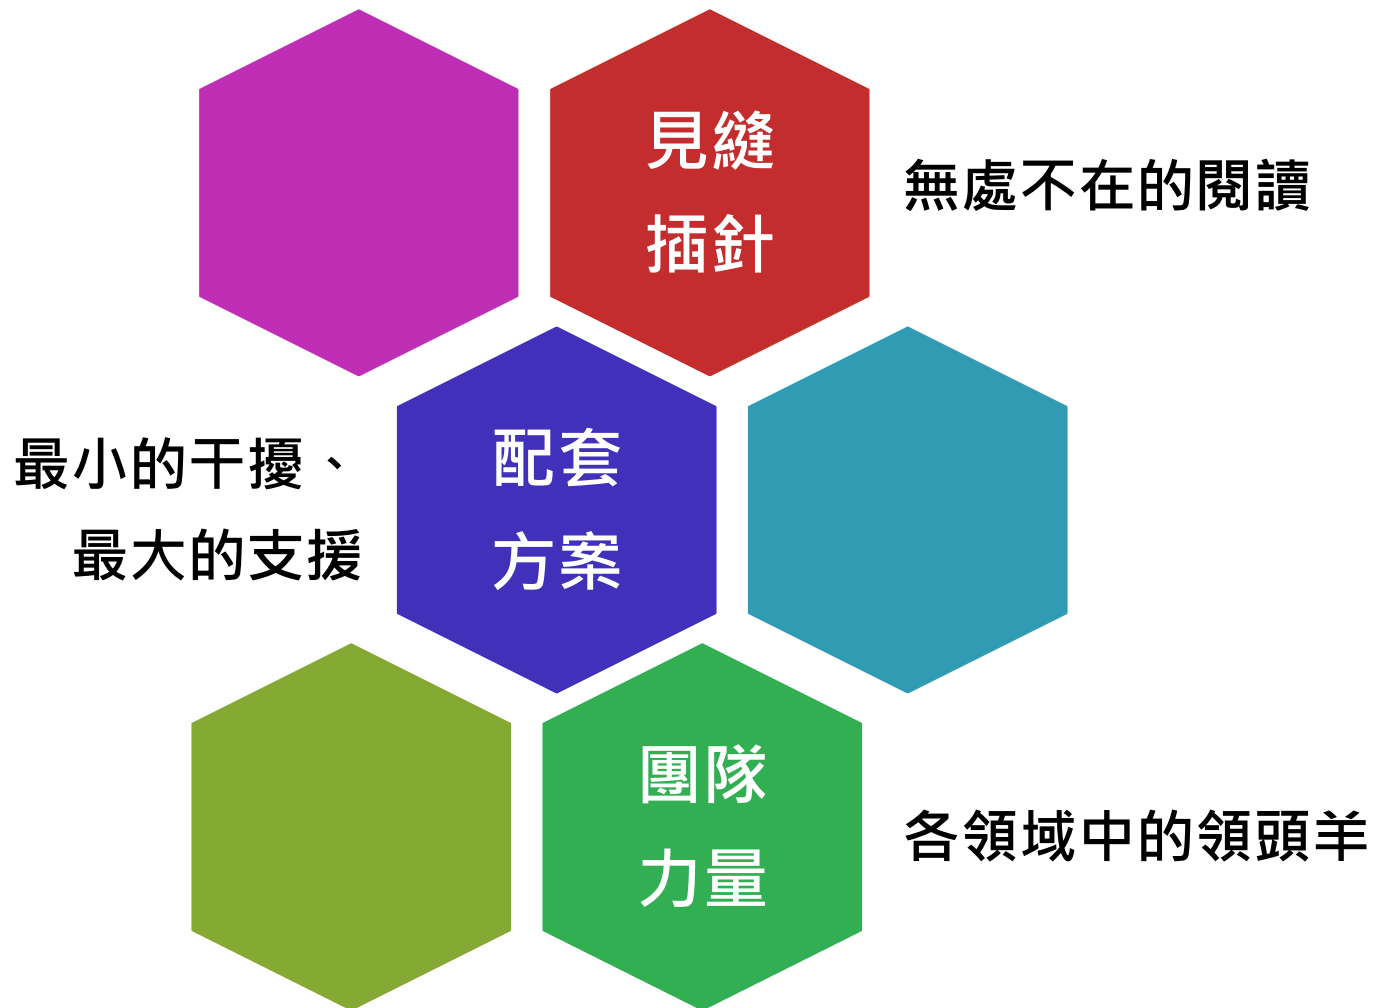 見縫
插針
無處不在的閱讀
最小的干擾、
最大的支援
配套
方案
團隊
力量
各領域中的領頭羊